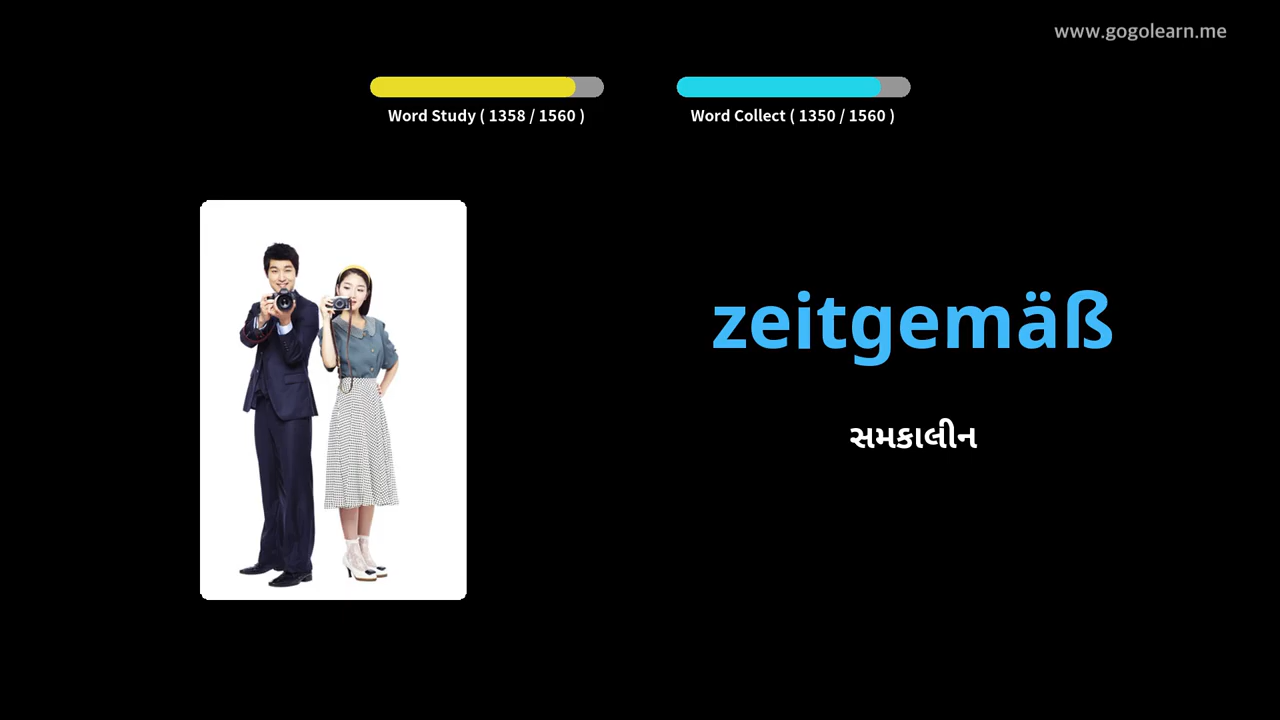 www.gogolearn.me
Word Study ( 1358 / 1560 )
Word Collect ( 1350 / 1560 )
zeitgemäß
સમકાલીન